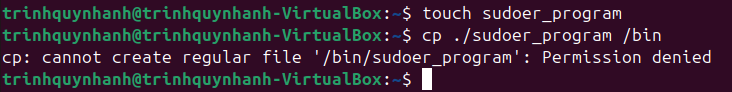 trinhquynhanh@trinhquynhanh-VirtualBox:~$ touch sudoer_program
trinhquynhanh@trinhquynhanh-VirtualBox:~$ cp ./sudoer_program /bin
cp: cannot create regular file '/bin/sudoer_program': Permission denied
trinhquynhanh@trinhquynhanh-VirtualBox:~$